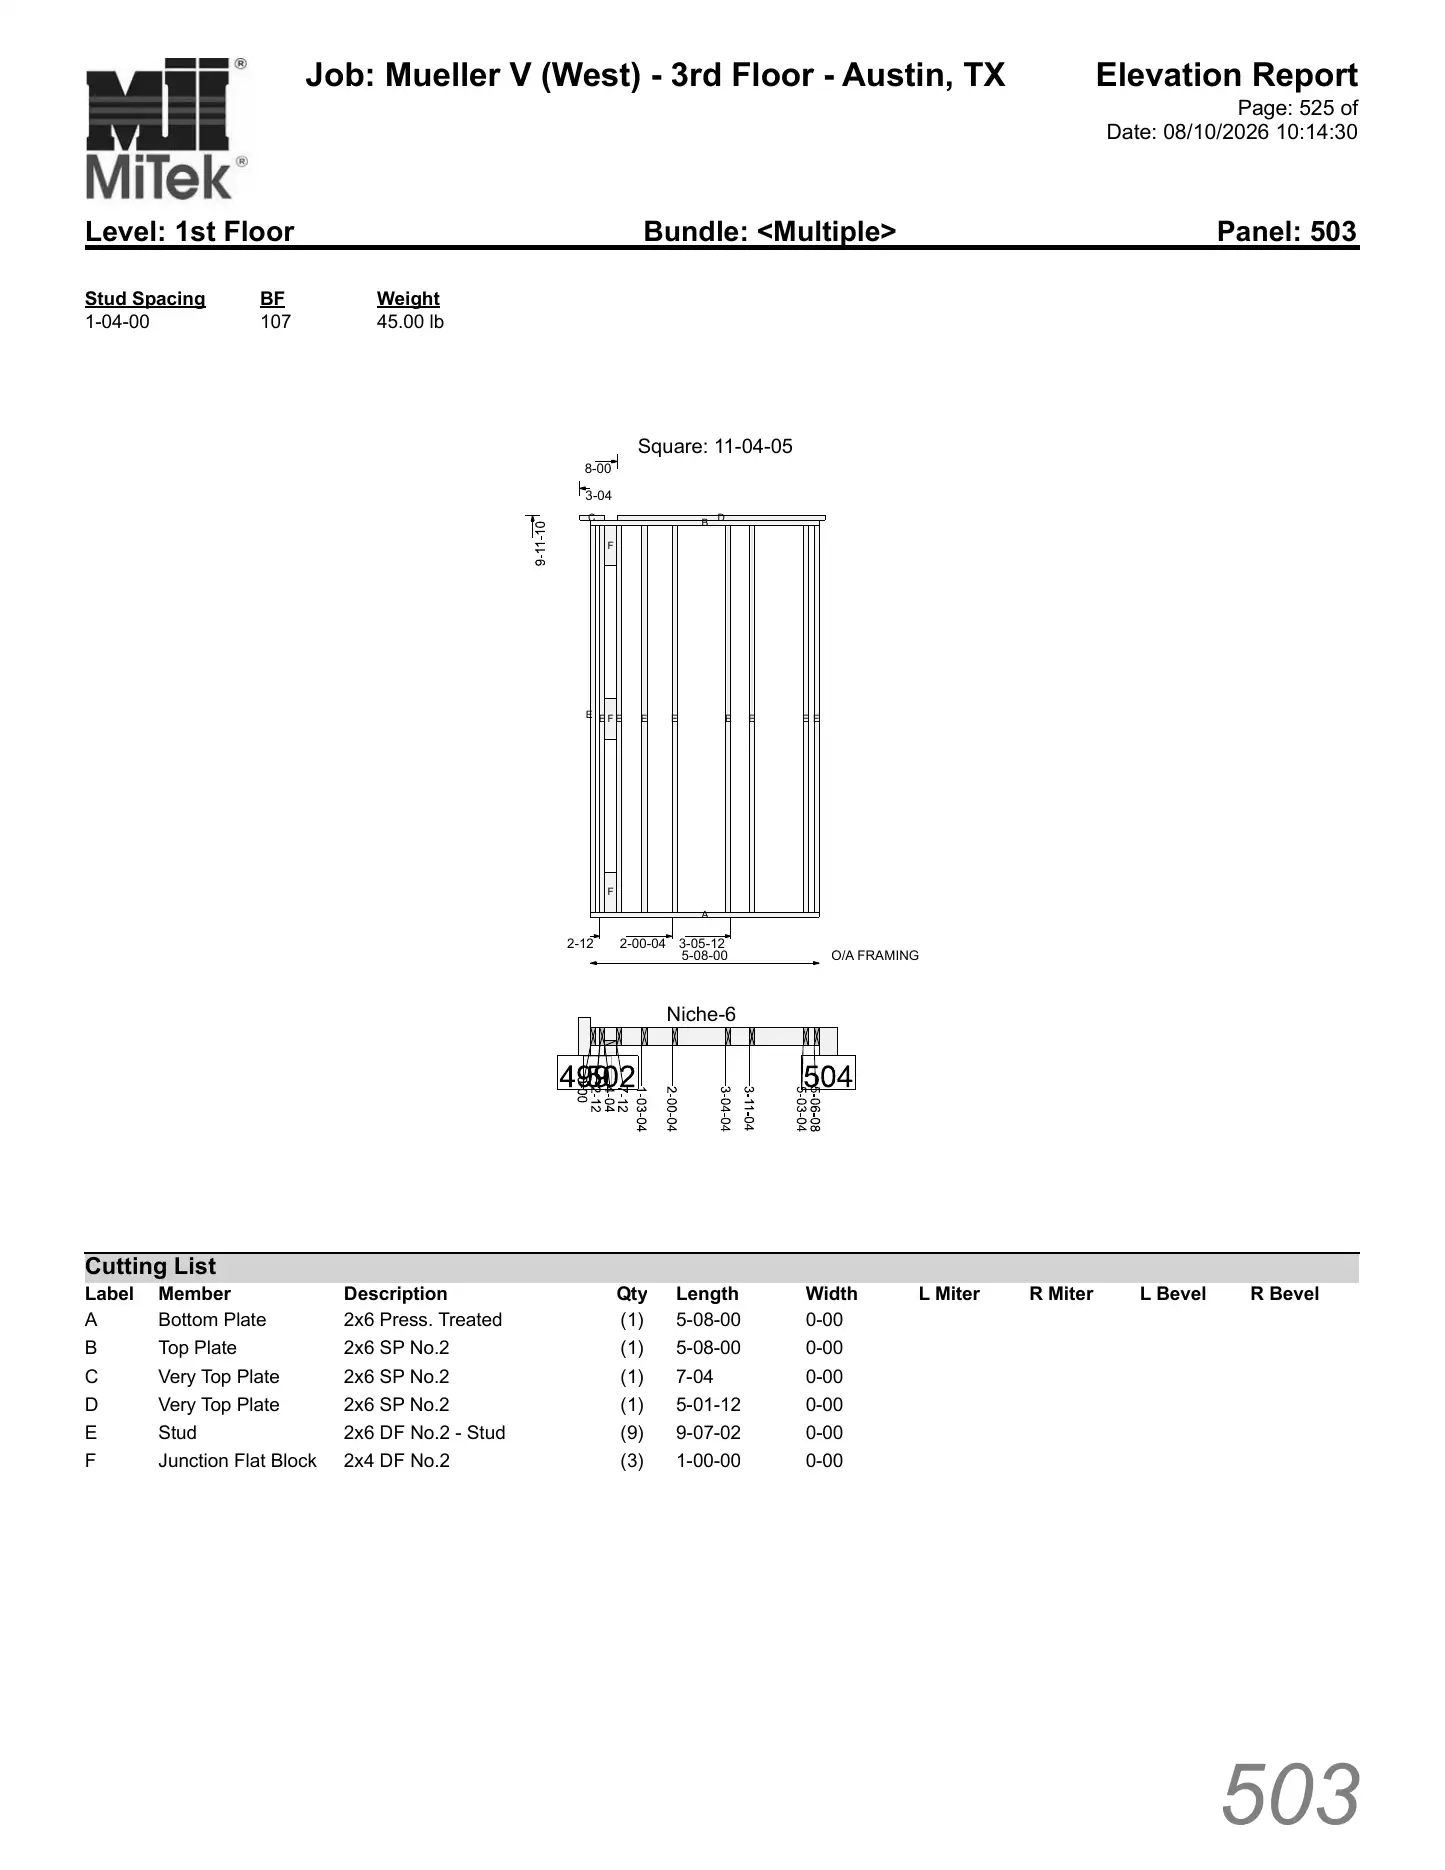 Job: Mueller V (West) - 3rd Floor - Austin, TX
Elevation Report
Page: 525 of
Date: 08/10/2026 10:14:30
MiTek®
Level: 1st Floor Bundle: <Multiple> Panel: 503
Stud Spacing BF Weight
1-04-00 107 45.00 lb
Square: 11-04-05
8-00
3-04
C D
B
10-11-9
F
E E F E E E E E E E
F
A
2-12 2-00-04 3-05-12
5-08-00 O/A FRAMING
Niche-6
502 504
2-12 7-12 1-03-04 2-00-04 3-04-04 3-11-04 5-03-04 5-06-08
Cutting List
Label Member Description Qty Length Width L Miter R Miter L Bevel R Bevel
A Bottom Plate 2x6 Press. Treated (1) 5-08-00 0-00
B Top Plate 2x6 SP No.2 (1) 5-08-00 0-00
C Very Top Plate 2x6 SP No.2 (1) 7-04 0-00
D Very Top Plate 2x6 SP No.2 (1) 5-01-12 0-00
E Stud 2x6 DF No.2 - Stud (9) 9-07-02 0-00
F Junction Flat Block 2x4 DF No.2 (3) 1-00-00 0-00
503